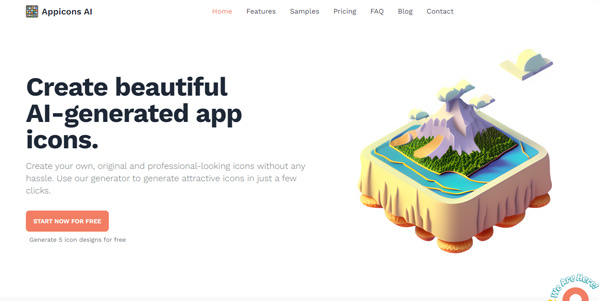 Appicons AI
Home Features Samples Pricing FAQ Blog Contact
Create beautiful
AI-generated app
icons.
Create your own, original and professional-looking icons without any
hassle. Use our generator to generate attractive icons in just a few
clicks.
START NOW FOR FREE
Generate 5 icon designs for free
We Are Here!